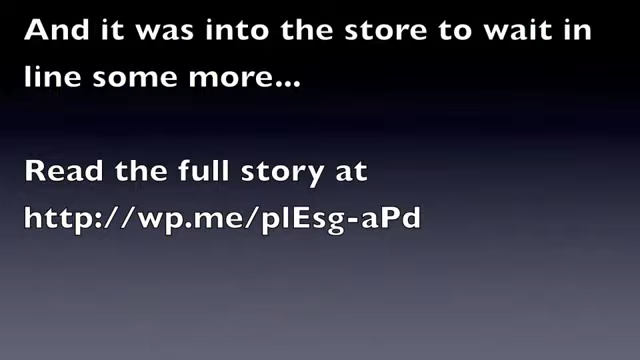 And it was into the store to wait in
line some more...
Read the full story at
http://wp.me/plEsg-aPd